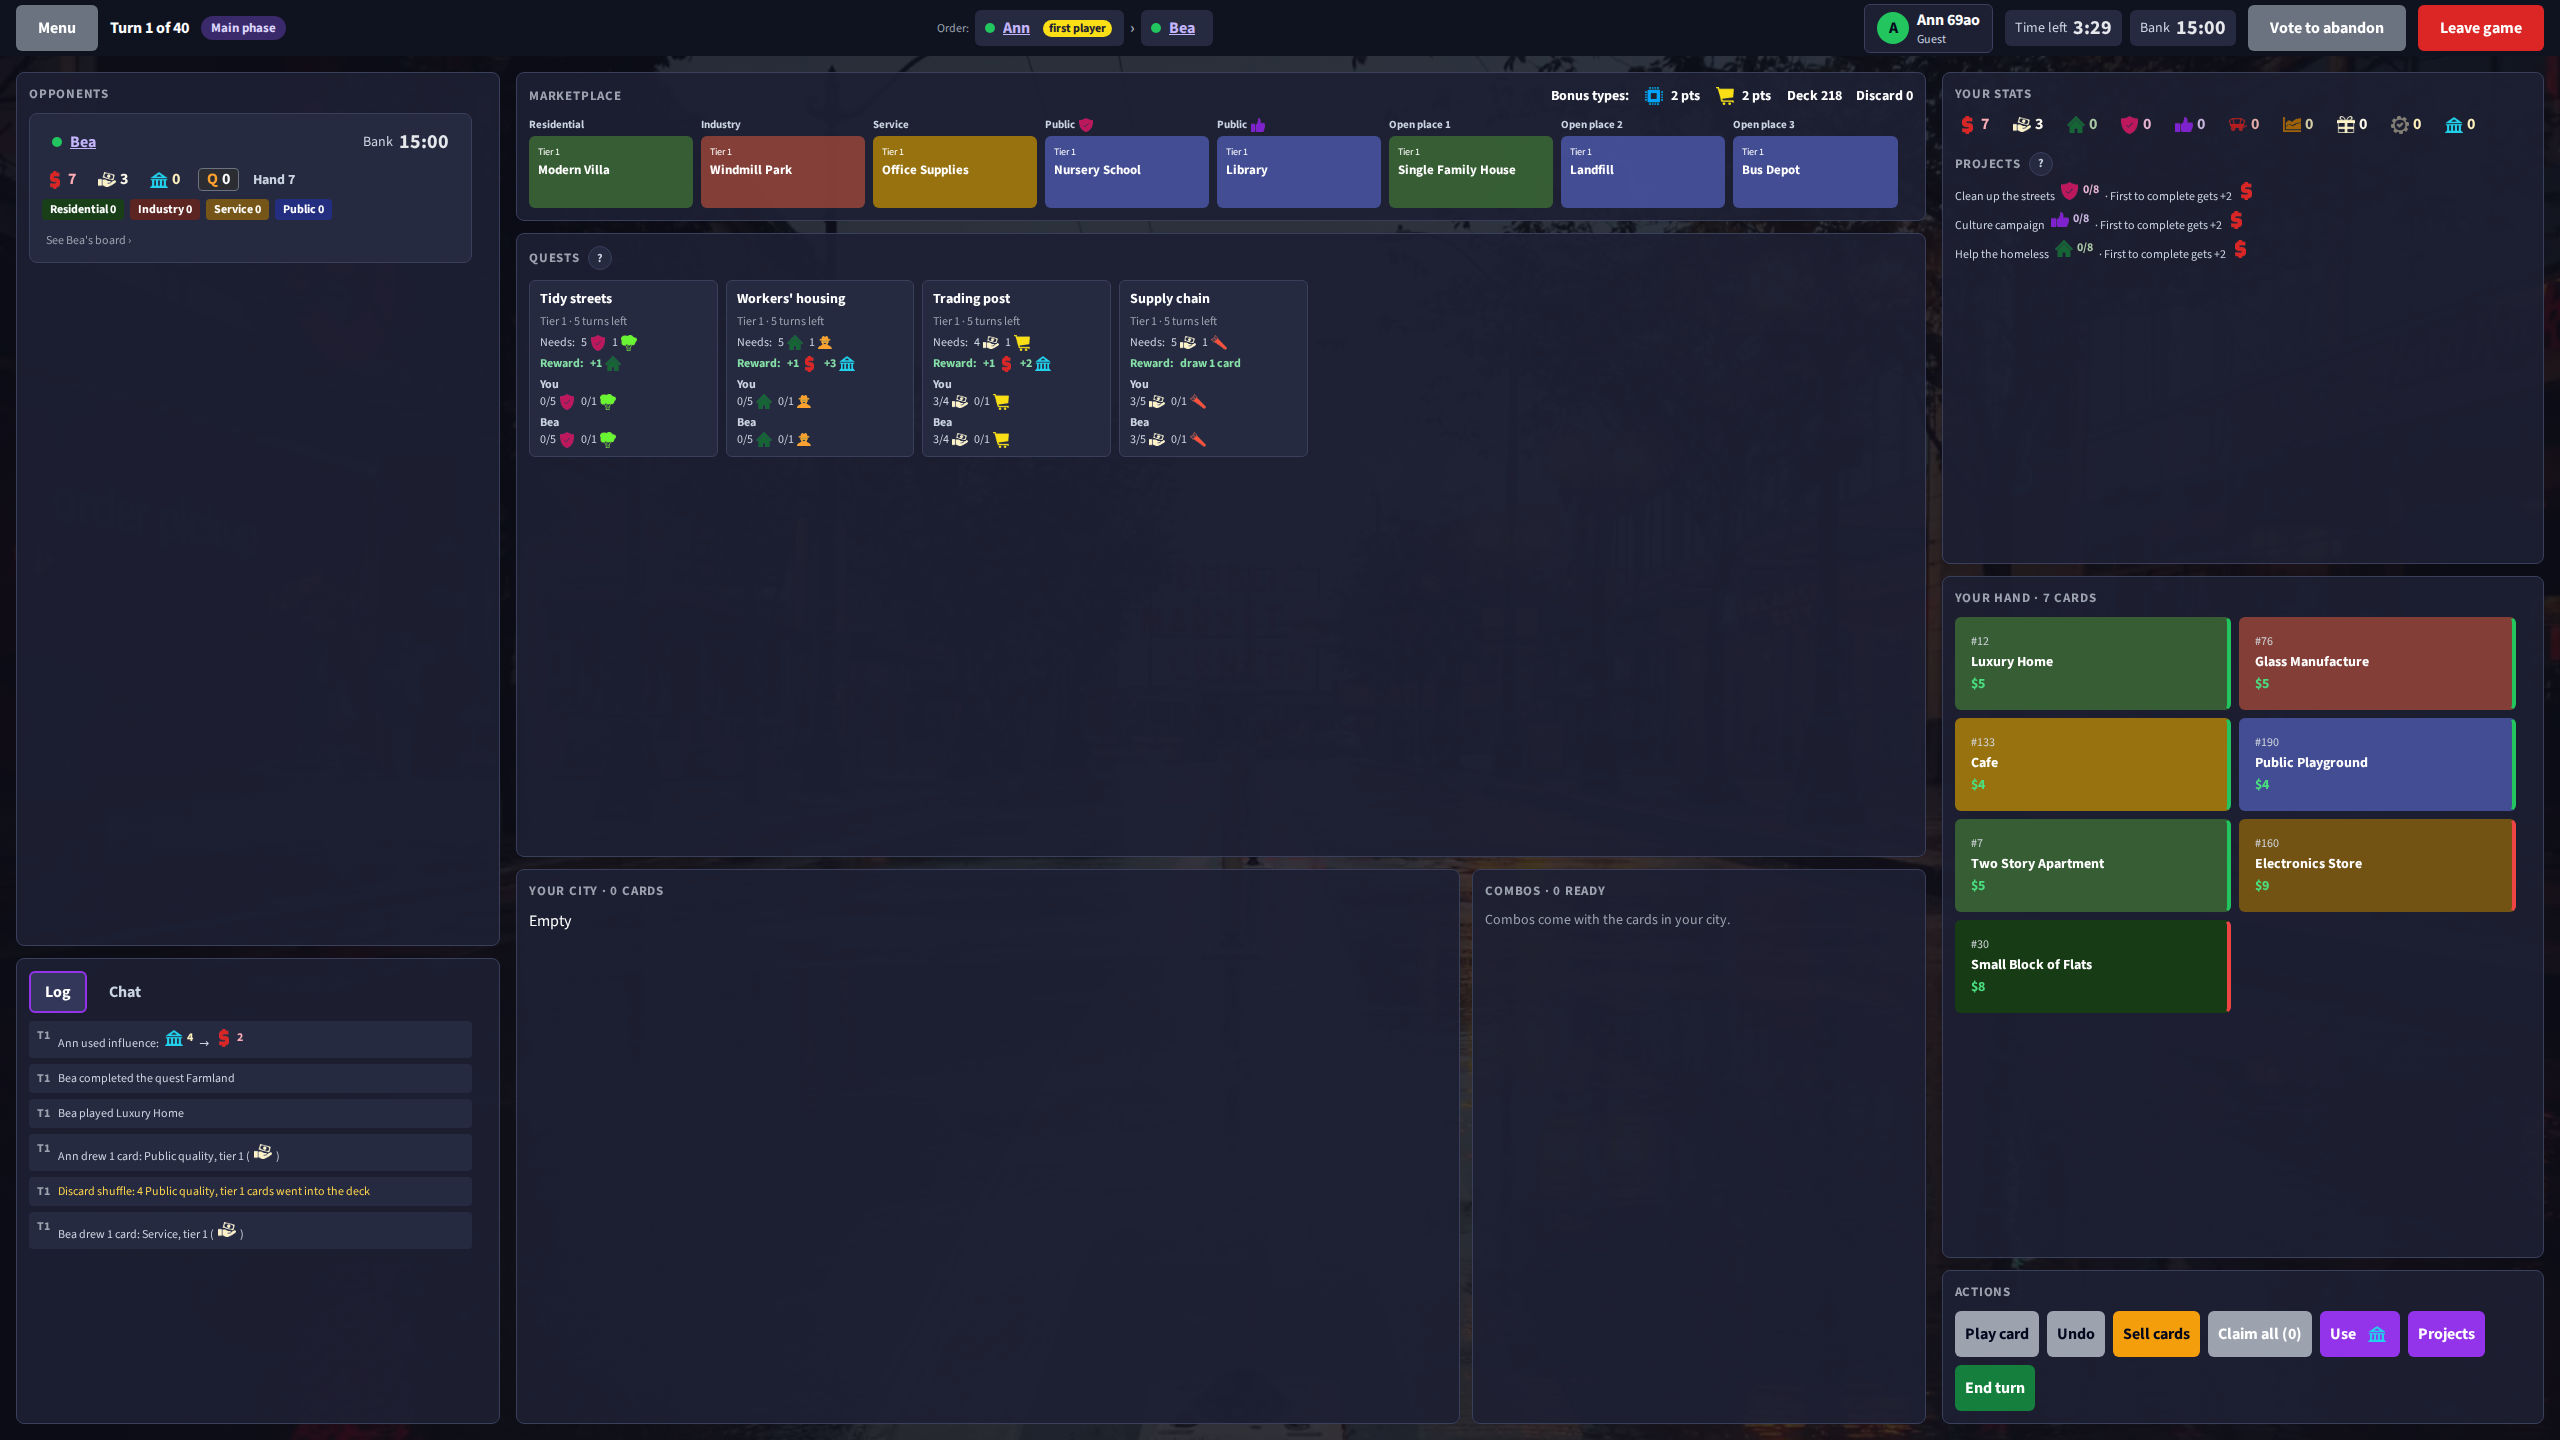 Menu
Turn 1 of 40
Main phase
Order:
Ann
first player
›
Bea
A
Ann 69ao
Guest
Time left 3:29
Bank 15:00
Vote to abandon
Leave game
OPPONENTS
Bea
Bank 15:00
7 3 0 Q 0 Hand 7
Residential 0 Industry 0 Service 0 Public 0
See Bea's board ›
MARKETPLACE
Bonus types: 2 pts 2 pts Deck 218 Discard 0
Residential
Tier 1
Modern Villa
Industry
Tier 1
Windmill Park
Service
Tier 1
Office Supplies
Public
Tier 1
Nursery School
Public
Tier 1
Library
Open place 1
Tier 1
Single Family House
Open place 2
Tier 1
Landfill
Open place 3
Tier 1
Bus Depot
QUESTS ?
Tidy streets
Tier 1 · 5 turns left
Needs: 5 1
Reward: +1
You
0/5 0/1
Bea
0/5 0/1
Workers' housing
Tier 1 · 5 turns left
Needs: 5 1
Reward: +1 +3
You
0/5 0/1
Bea
0/5 0/1
Trading post
Tier 1 · 5 turns left
Needs: 4 1
Reward: +1 +2
You
3/4 0/1
Bea
3/4 0/1
Supply chain
Tier 1 · 5 turns left
Needs: 5 1
Reward: draw 1 card
You
3/5 0/1
Bea
3/5 0/1
YOUR STATS
7 3 0 0 0 0 0 0 0 0
PROJECTS ?
Clean up the streets 0/8 · First to complete gets +2
Culture campaign 0/8 · First to complete gets +2
Help the homeless 0/8 · First to complete gets +2
YOUR HAND · 7 CARDS
#12
Luxury Home
$5
#76
Glass Manufacture
$5
#133
Cafe
$4
#190
Public Playground
$4
#7
Two Story Apartment
$5
#160
Electronics Store
$9
#30
Small Block of Flats
$8
YOUR CITY · 0 CARDS
Empty
COMBOS · 0 READY
Combos come with the cards in your city.
Log
Chat
T1 Ann used influence: 4 → 2
T1 Bea completed the quest Farmland
T1 Bea played Luxury Home
T1 Ann drew 1 card: Public quality, tier 1 ( )
T1 Discard shuffle: 4 Public quality, tier 1 cards went into the deck
T1 Bea drew 1 card: Service, tier 1 ( )
ACTIONS
Play card
Undo
Sell cards
Claim all (0)
Use
Projects
End turn